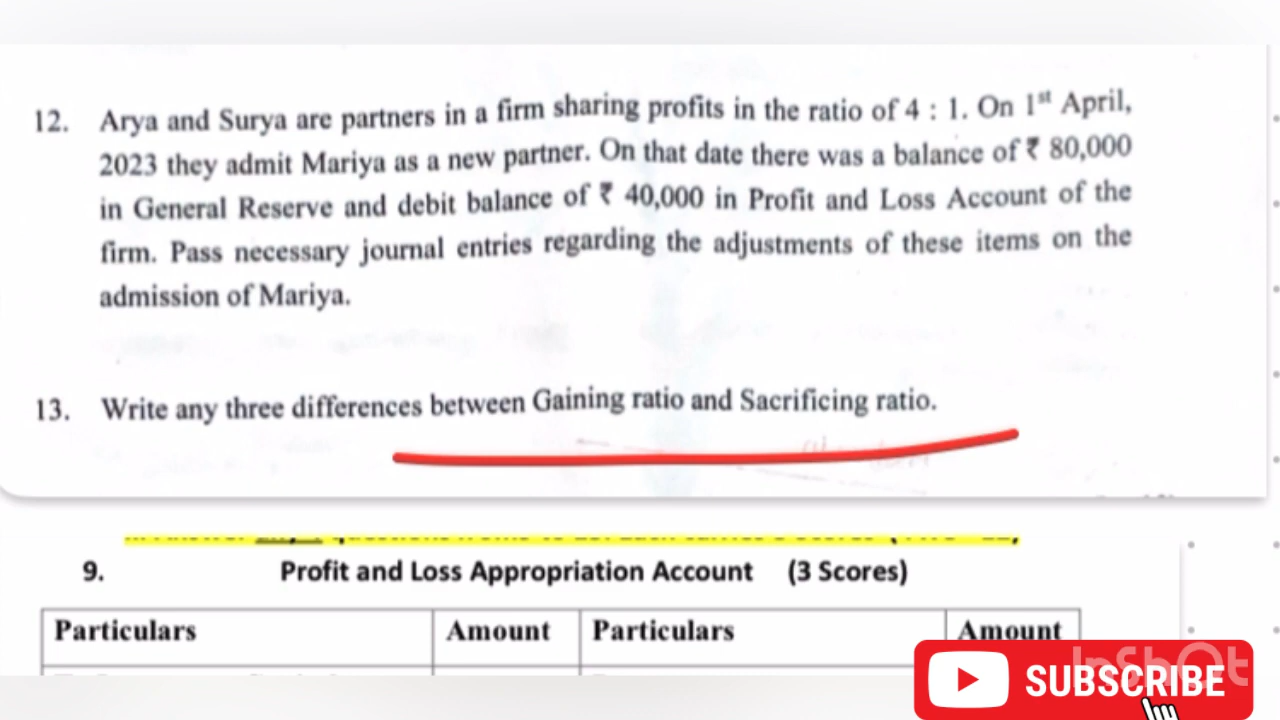 12. Arya and Surya are partners in a firm sharing profits in the ratio of 4 : 1. On 1st April,
2023 they admit Mariya as a new partner. On that date there was a balance of ₹ 80,000
in General Reserve and debit balance of ₹ 40,000 in Profit and Loss Account of the
firm. Pass necessary journal entries regarding the adjustments of these items on the
admission of Mariya.
13. Write any three differences between Gaining ratio and Sacrificing ratio.
9. Profit and Loss Appropriation Account (3 Scores)
Particulars Amount Particulars Amount
InShOt
SUBSCRIBE